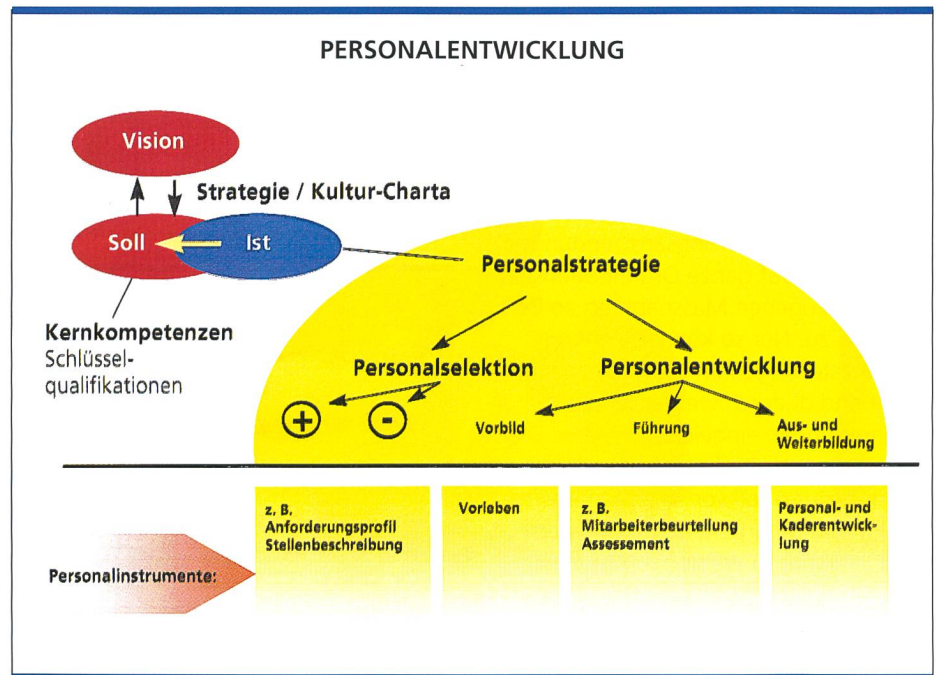 PERSONALENTWICKLUNG
Vision
Strategie / Kultur-Charta
Soll
Ist
Personalstrategie
Kernkompetenzen
Schlüssel-
qualifikationen
Personalselektion
Personalentwicklung
+
-
Vorbild
Führung
Aus- und
Weiterbildung
Personalinstrumente:
z. B.
Anforderungsprofil
Stellenbeschreibung
Vorleben
z. B.
Mitarbeiterbeurteilung
Assessement
Personal- und
Kaderentwick-
lung